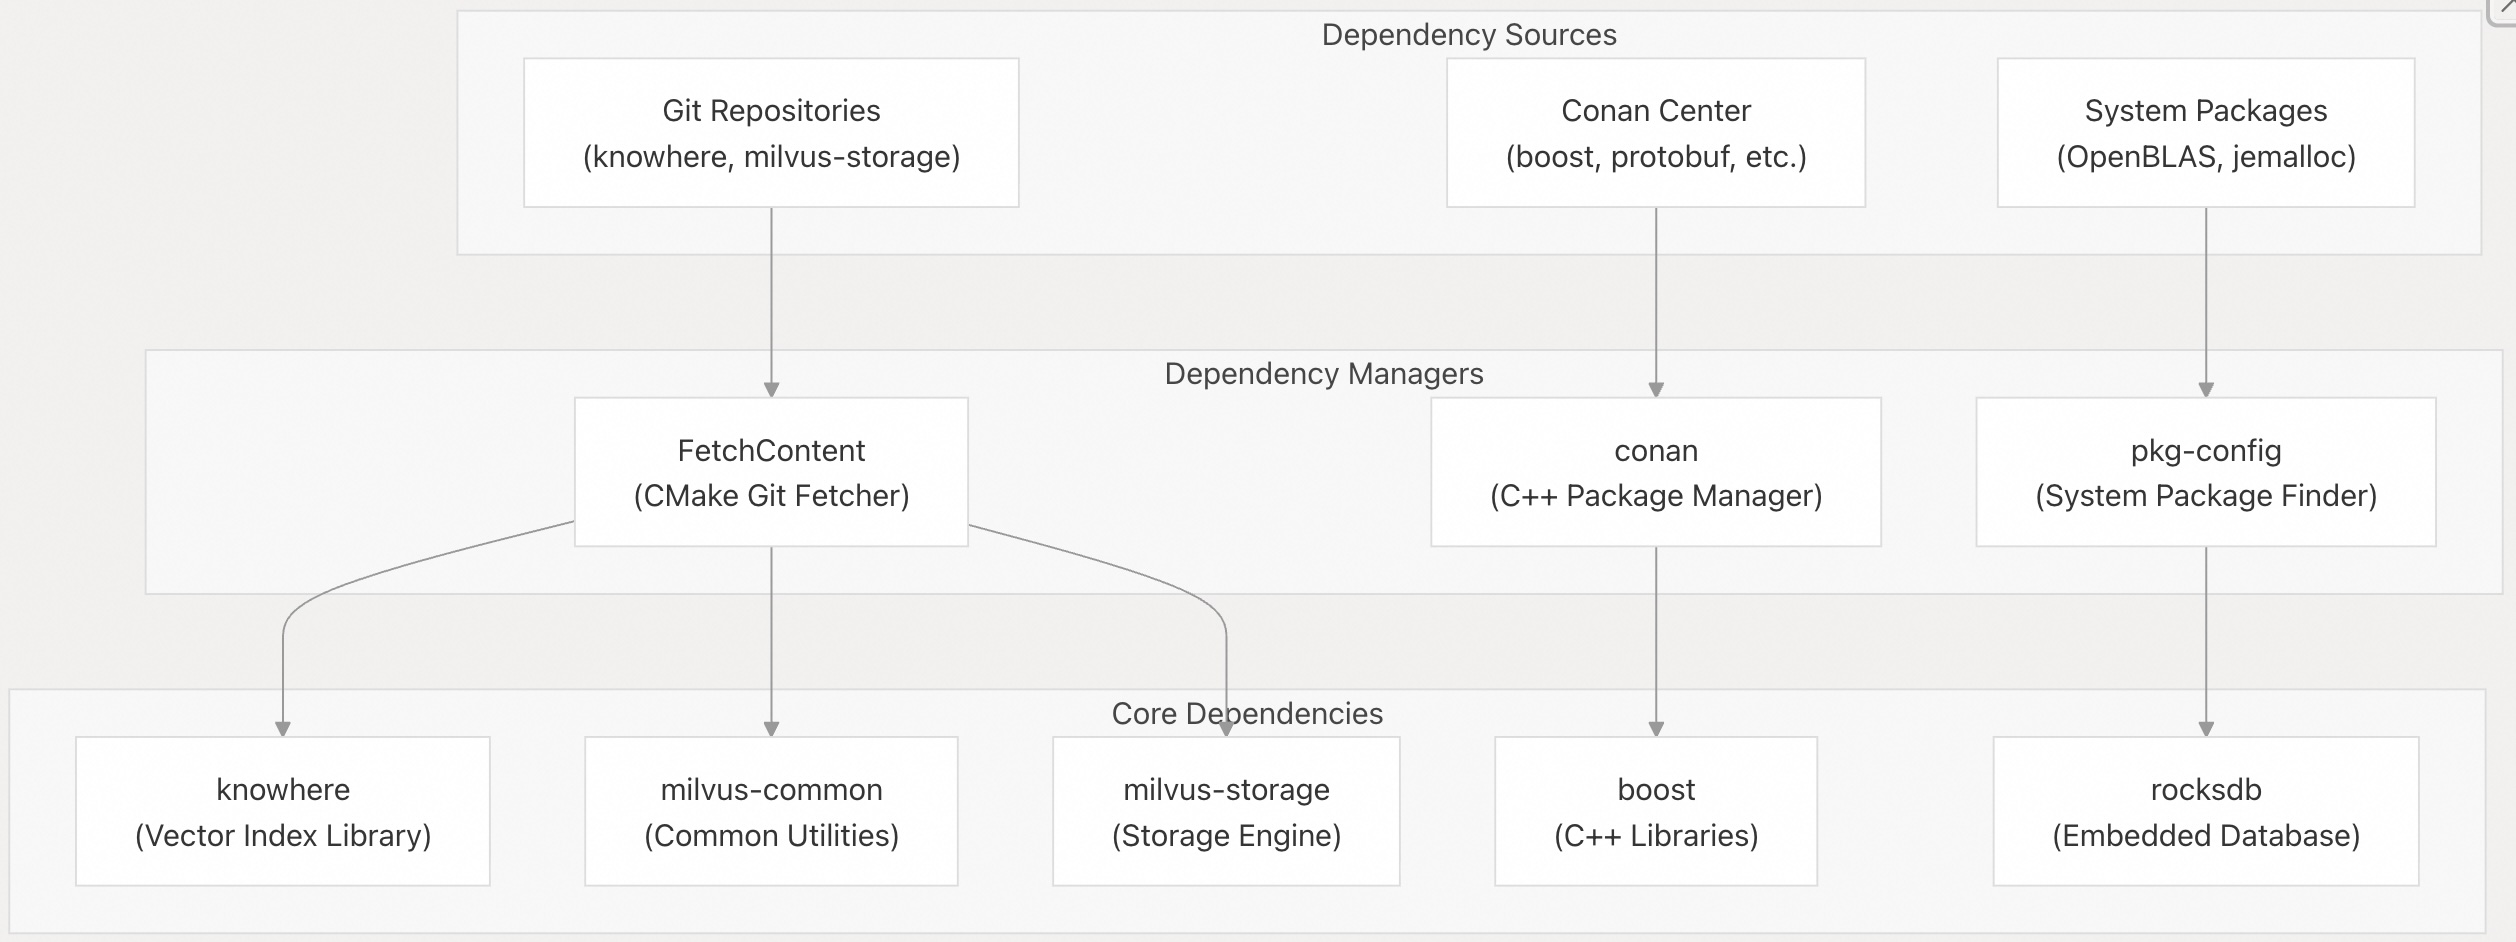 Dependency Sources
Git Repositories
(knowhere, milvus-storage)
Conan Center
(boost, protobuf, etc.)
System Packages
(OpenBLAS, jemalloc)
Dependency Managers
FetchContent
(CMake Git Fetcher)
conan
(C++ Package Manager)
pkg-config
(System Package Finder)
Core Dependencies
knowhere
(Vector Index Library)
milvus-common
(Common Utilities)
milvus-storage
(Storage Engine)
boost
(C++ Libraries)
rocksdb
(Embedded Database)